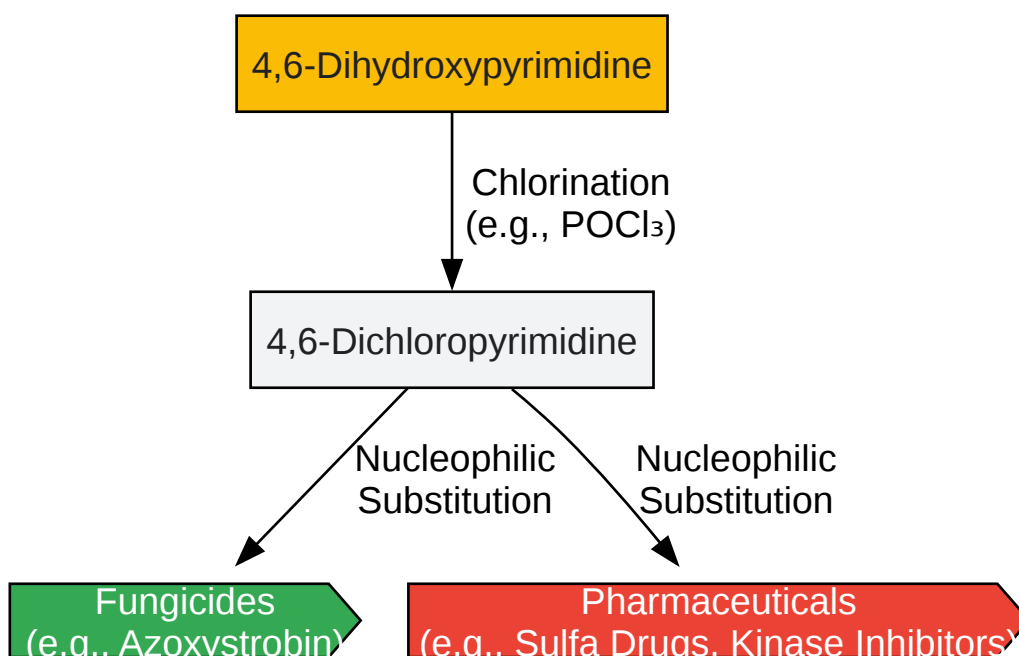 4,6-Dihydroxypyrimidine
Chlorination
(e.g., POCl₃)
4,6-Dichloropyrimidine
Nucleophilic
Substitution
Nucleophilic
Substitution
Fungicides
(e.g., Azoxystrobin)
Pharmaceuticals
(e.g., Sulfa Drugs, Kinase Inhibitors)